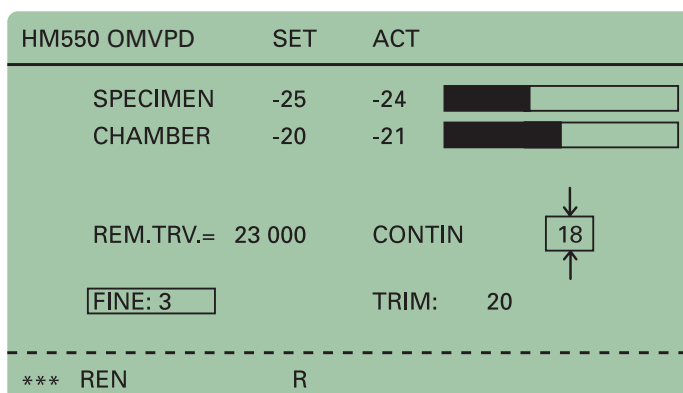 HM550 OMVPD SET ACT
SPECIMEN -25 -24
CHAMBER -20 -21
REM.TRV.= 23 000 CONTIN 18
FINE: 3 TRIM: 20
*** REN R